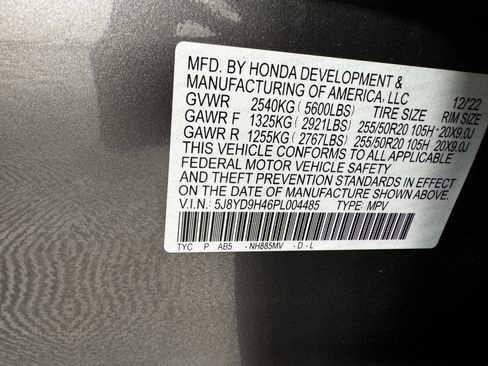 MFD. BY HONDA DEVELOPMENT &
MANUFACTURING OF AMERICA, LLC 12/22
GVWR 2540KG (5600LBS) TIRE SIZE RIM SIZE
GAWR F 1325KG (2921LBS) 255/50R20 105H 20X9.0J
GAWR R 1255KG (2767LBS) 255/50R20 105H 20X9.0J
THIS VEHICLE CONFORMS TO ALL APPLICABLE
FEDERAL MOTOR VEHICLE SAFETY
AND THEFT PREVENTION STANDARDS IN EFFECT
ON THE DATE OF MANUFACTURE SHOWN ABOVE.
V.I.N.: 5J8YD9H46PL004485 TYPE: MPV
TYC P AB5 -NH885MV -D-L